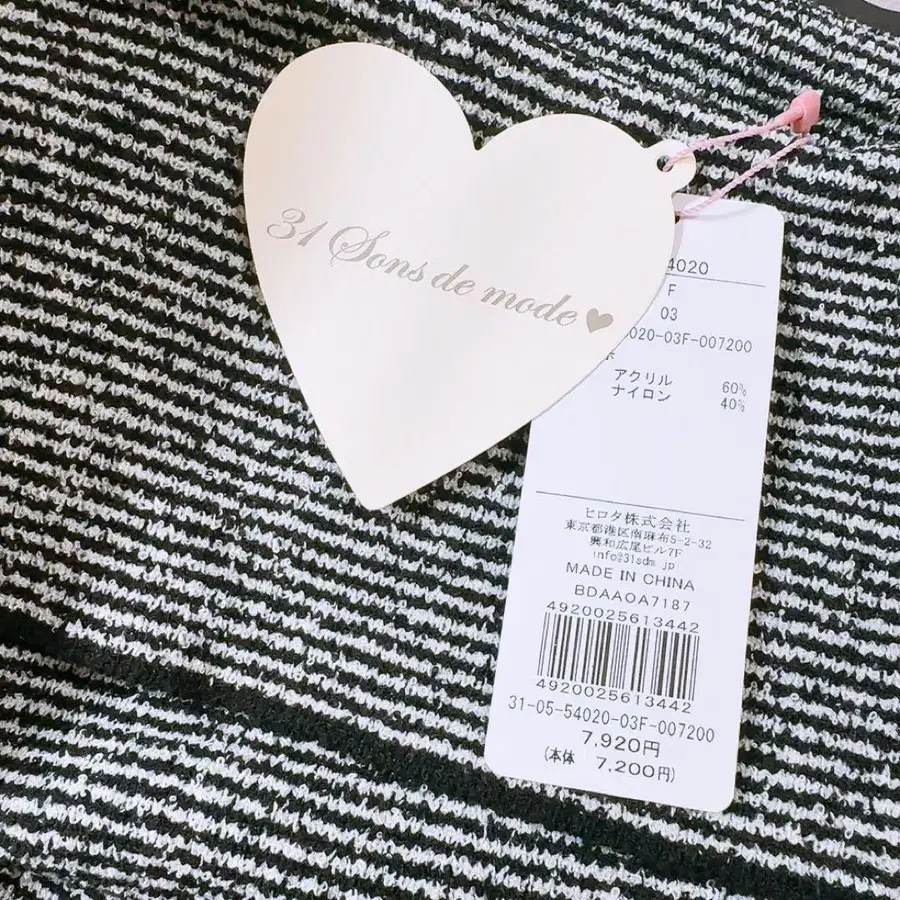 31 Sons de mode♥
4020
F
03
020-03F-007200
アクリル 60%
ナイロン 40%
ヒロタ株式会社
東京都港区南麻布5-2-32
興和広尾ビル7F
info@31sdm.jp
MADE IN CHINA
BDAAOA7187
4920025613442
4920025613442
31-05-54020-03F-007200
7,920円
(本体 7,200円)